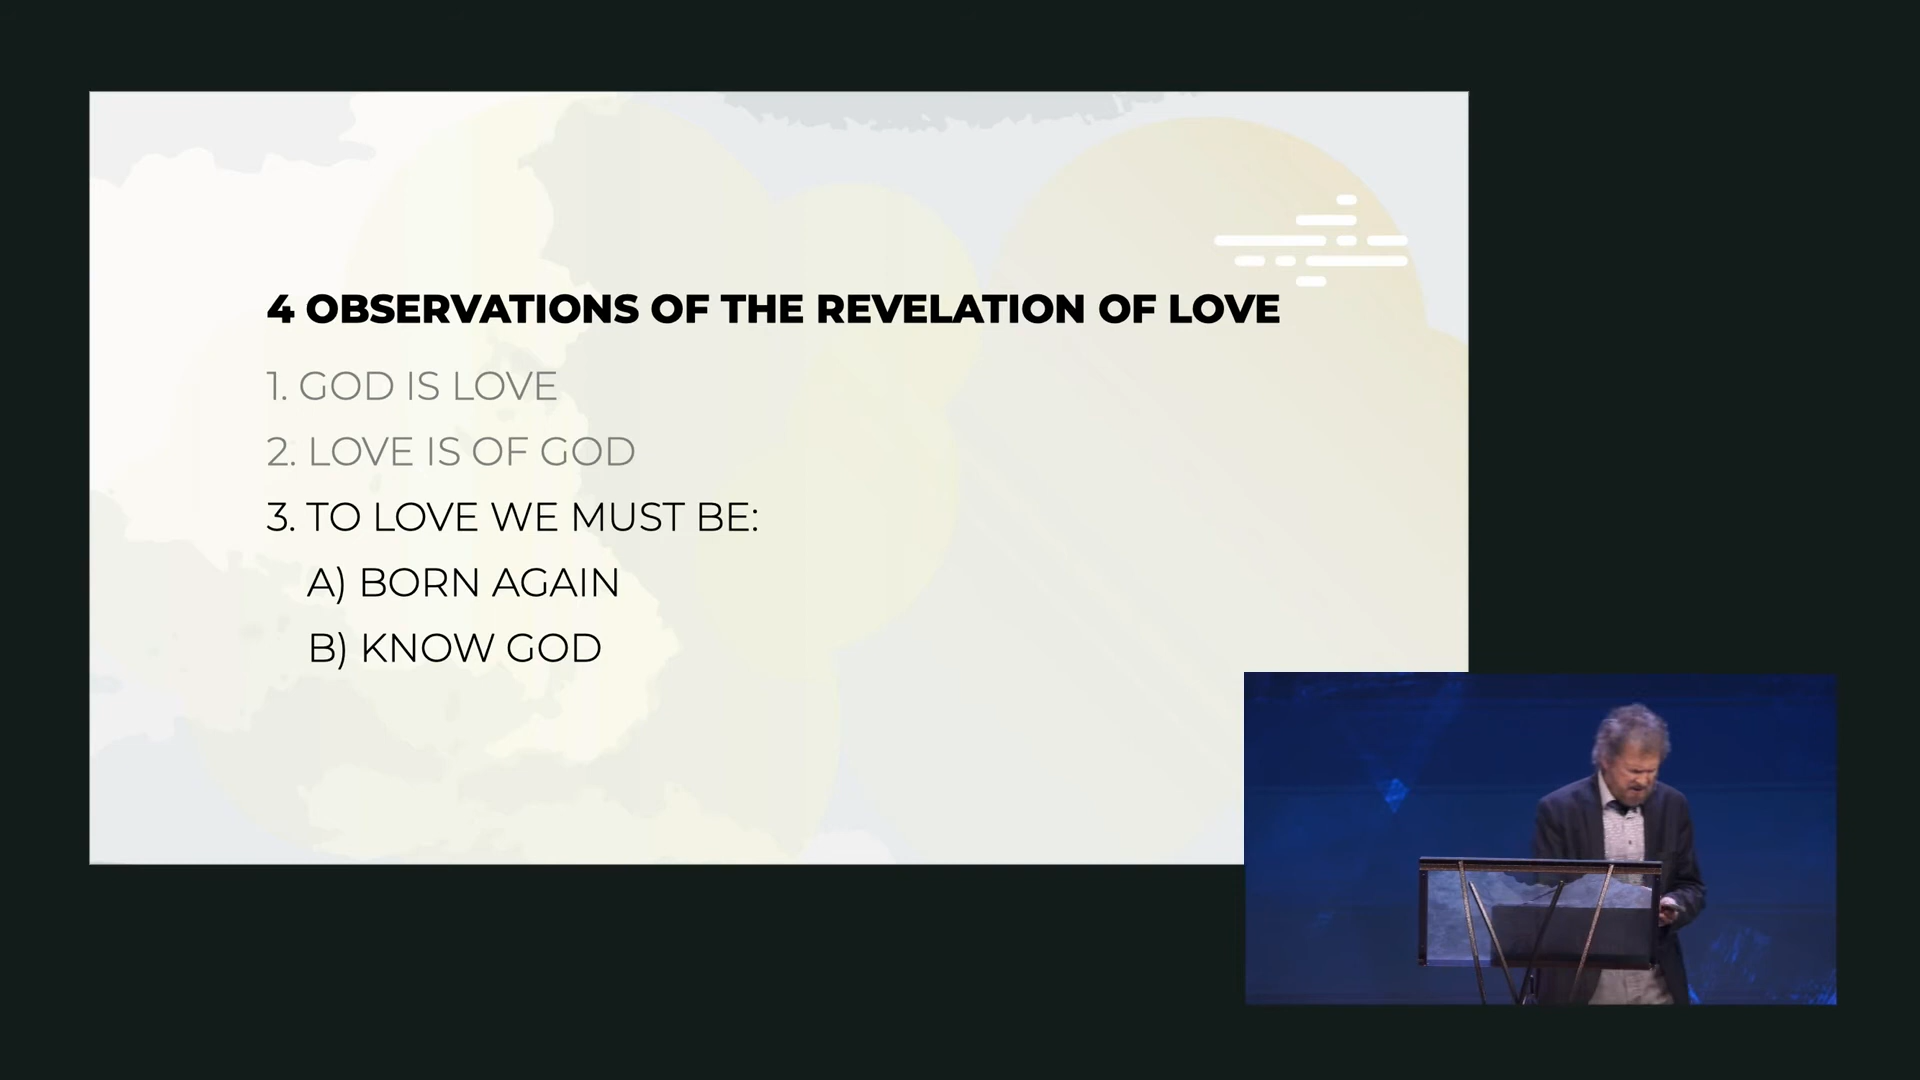 4 OBSERVATIONS OF THE REVELATION OF LOVE
1. GOD IS LOVE
2. LOVE IS OF GOD
3. TO LOVE WE MUST BE:
A) BORN AGAIN
B) KNOW GOD